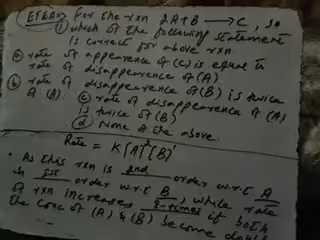 for the rxn 2A+B → C, so
① which of the following statement
is correct for above rxn.
ⓐ rate of appearence of (C) is equal to
rate of disappearence of (A)
ⓑ rate of disappearence of (B) is twice
of (A).
ⓒ rate of disappearence of (A)
is twice of (B)
ⓓ None of the above.
Rate = K[A]²[B]¹
• As this rxn is 2nd order w.r.t A
& 1st order w.r.t B, while rate
of rxn increases 8-times if both
the conc of (A) & (B) become